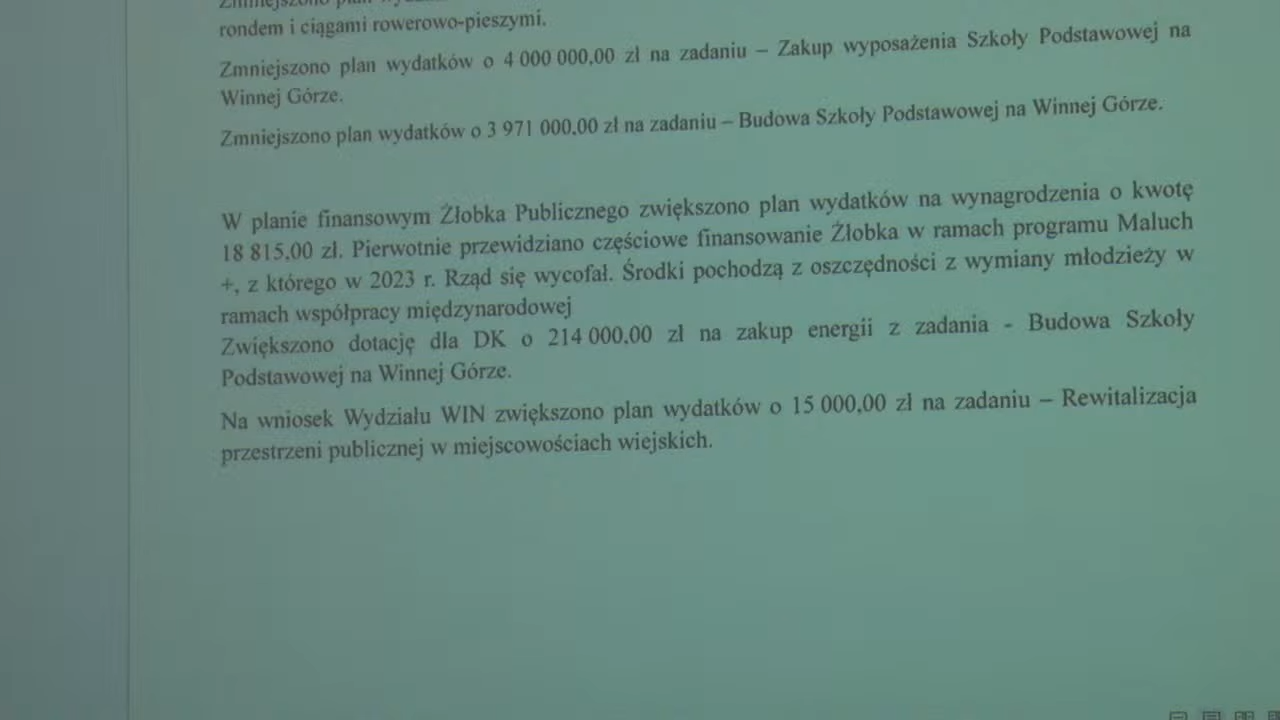 Zmniejszono plan
rondem i ciągami rowerowo-pieszymi.
Zmniejszono plan wydatków o 4 000 000,00 zł na zadaniu – Zakup wyposażenia Szkoły Podstawowej na
Winnej Górze.
Zmniejszono plan wydatków o 3 971 000,00 zł na zadaniu – Budowa Szkoły Podstawowej na Winnej Górze.
W planie finansowym Żłobka Publicznego zwiększono plan wydatków na wynagrodzenia o kwotę
18 815,00 zł. Pierwotnie przewidziano częściowe finansowanie Żłobka w ramach programu Maluch
+, z którego w 2023 r. Rząd się wycofał. Środki pochodzą z oszczędności z wymiany młodzieży w
ramach współpracy międzynarodowej
Zwiększono dotację dla DK o 214 000,00 zł na zakup energii z zadania - Budowa Szkoły
Podstawowej na Winnej Górze.
Na wniosek Wydziału WIN zwiększono plan wydatków o 15 000,00 zł na zadaniu – Rewitalizacja
przestrzeni publicznej w miejscowościach wiejskich.